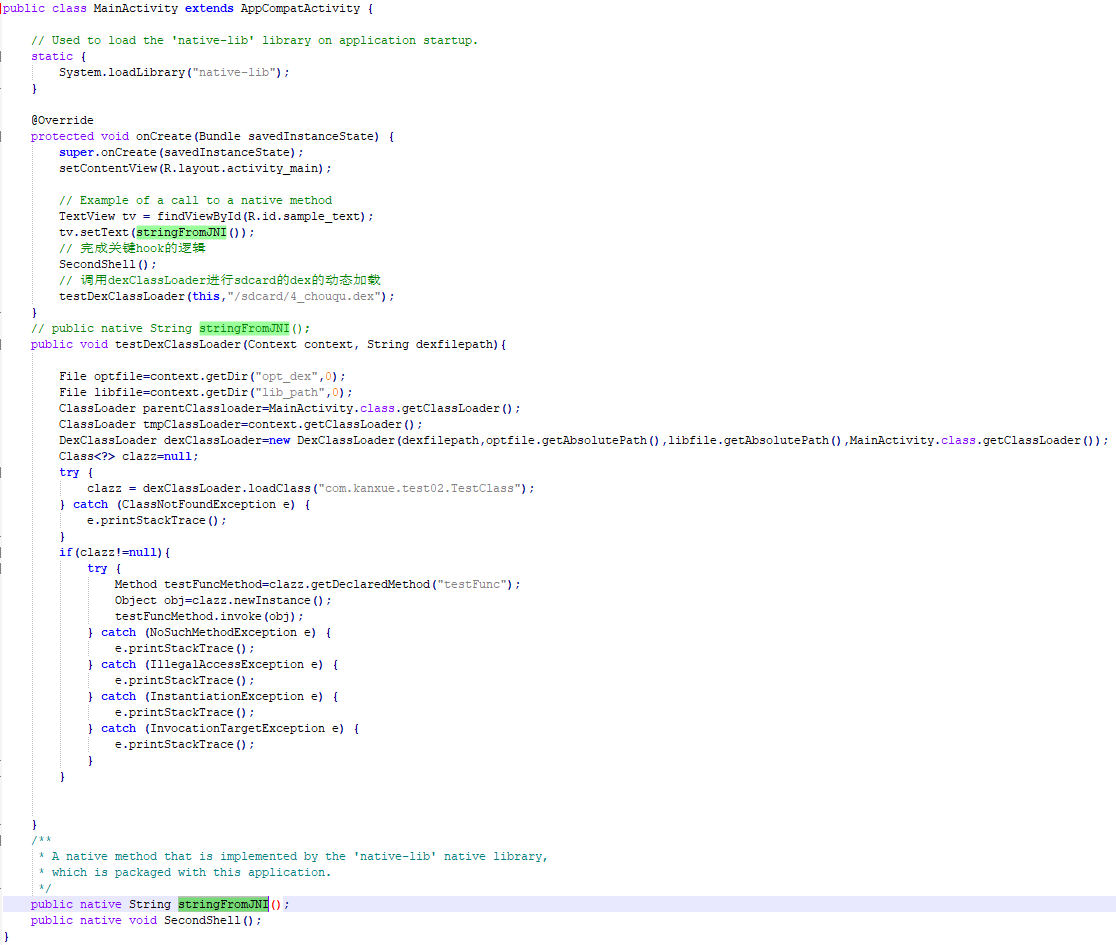 public class MainActivity extends AppCompatActivity {
// Used to load the 'native-lib' library on application startup.
static {
System.loadLibrary("native-lib");
}
@Override
protected void onCreate(Bundle savedInstanceState) {
super.onCreate(savedInstanceState);
setContentView(R.layout.activity_main);
// Example of a call to a native method
TextView tv = findViewById(R.id.sample_text);
tv.setText(stringFromJNI());
// 完成关键hook的逻辑
SecondShell();
// 调用dexClassLoader进行sdcard的dex的动态加载
testDexClassLoader(this,"/sdcard/4_chouqu.dex");
}
// public native String stringFromJNI();
public void testDexClassLoader(Context context, String dexfilepath){
File optfile=context.getDir("opt_dex",0);
File libfile=context.getDir("lib_path",0);
ClassLoader parentClassloader=MainActivity.class.getClassLoader();
ClassLoader tmpClassLoader=context.getClassLoader();
DexClassLoader dexClassLoader=new DexClassLoader(dexfilepath,optfile.getAbsolutePath(),libfile.getAbsolutePath(),MainActivity.class.getClassLoader());
Class<?> clazz=null;
try {
clazz = dexClassLoader.loadClass("com.kanxue.test02.TestClass");
} catch (ClassNotFoundException e) {
e.printStackTrace();
}
if(clazz!=null){
try {
Method testFuncMethod=clazz.getDeclaredMethod("testFunc");
Object obj=clazz.newInstance();
testFuncMethod.invoke(obj);
} catch (NoSuchMethodException e) {
e.printStackTrace();
} catch (IllegalAccessException e) {
e.printStackTrace();
} catch (InstantiationException e) {
e.printStackTrace();
} catch (InvocationTargetException e) {
e.printStackTrace();
}
}
}
/**
* A native method that is implemented by the 'native-lib' native library,
* which is packaged with this application.
*/
public native String stringFromJNI();
public native void SecondShell();
}